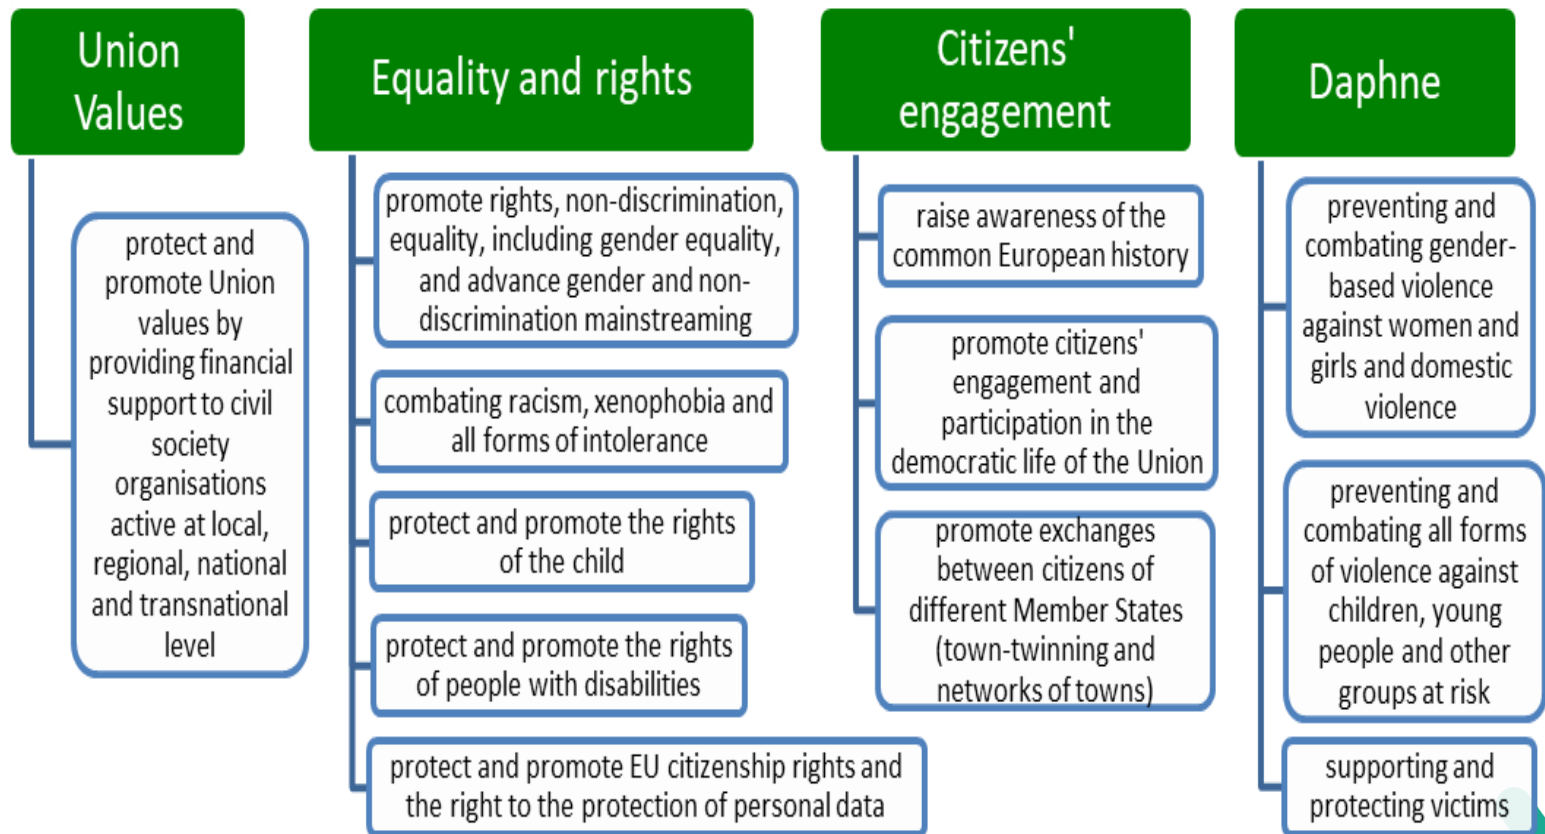 Union
Values
protect and
promote Union
values by
providing financial
support to civil
society
organisations
active at local,
regional, national
and transnational
level
Equality and rights
promote rights, non-discrimination,
equality, including gender equality,
and advance gender and non-
discrimination mainstreaming
combating racism, xenophobia and
all forms of intolerance
protect and promote the rights
of the child
protect and promote the rights
of people with disabilities
protect and promote EU citizenship rights and
the right to the protection of personal data
Citizens'
engagement
raise awareness of the
common European history
promote citizens'
engagement and
participation in the
democratic life of the Union
promote exchanges
between citizens of
different Member States
(town-twinning and
networks of towns)
Daphne
preventing and
combating gender-
based violence
against women and
girls and domestic
violence
preventing and
combating all forms
of violence against
children, young
people and other
groups at risk
supporting and
protecting victims